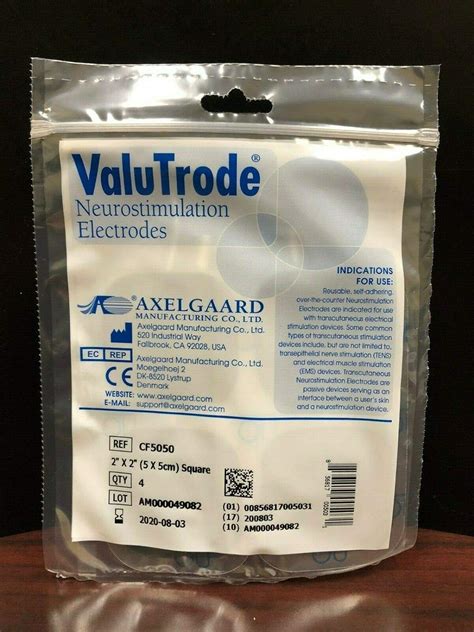 ValuTrode®
Neurostimulation
Electrodes
INDICATIONS
FOR USE:
Reusable, self-adhering,
over-the-counter Neurostimulation
Electrodes are indicated for use
with transcutaneous electrical
stimulation devices. Some common
types of transcutaneous stimulation
devices include, but are not limited to,
transepithelial nerve stimulation (TENS)
and electrical muscle stimulation
(EMS) devices. Transcutaneous
Neurostimulation Electrodes are
passive devices serving as the
interface between a user's skin
and a neurostimulation device.
AXELGAARD
MANUFACTURING CO., LTD.
Axelgaard Manufacturing Co., Ltd.
520 Industrial Way
Fallbrook, CA 92028, USA
EC REP
Axelgaard Manufacturing Co., Ltd.
Moegelhoej 2
DK-8520 Lystrup
Denmark
CE
WEBSITE: www.axelgaard.com
E-MAIL: support@axelgaard.com
REF CF5050
2" X 2" (5 X 5cm) Square
QTY 4
LOT AM000049082
2020-08-03
(01) 00856817005031
(17) 200803
(10) AM000049082